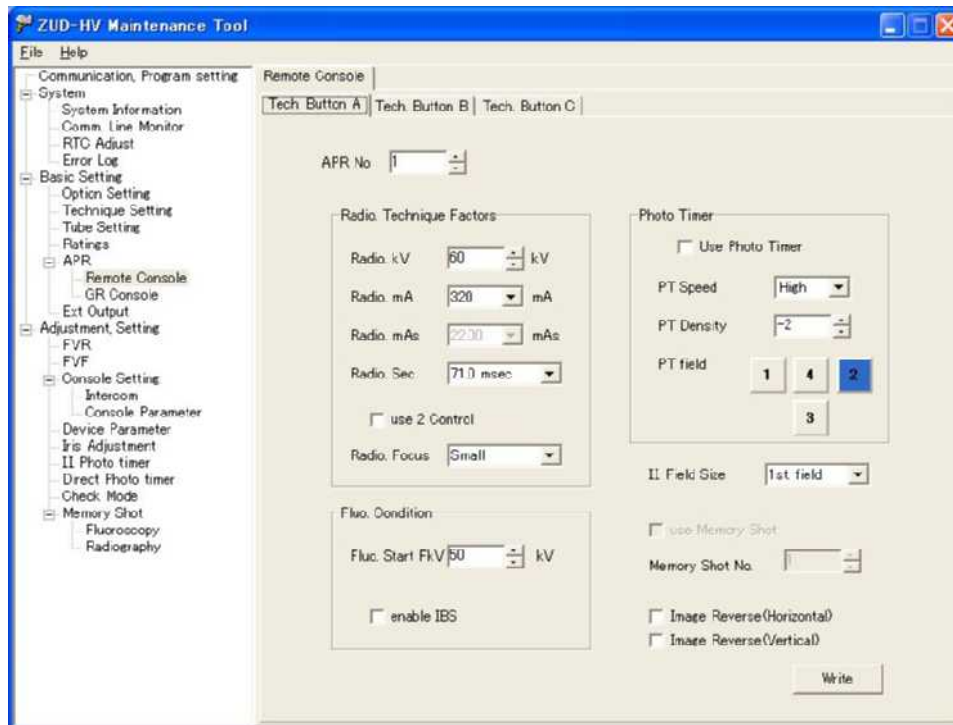 ZUD-HV Maintenance Tool
File Help
Communication, Program setting
System
System Information
Comm. Line Monitor
RTC Adjust
Error Log
Basic Setting
Option Setting
Technique Setting
Tube Setting
Ratings
APR
Remote Console
GR Console
Ext Output
Adjustment, Setting
FVR
FVF
Console Setting
Intercom
Console Parameter
Device Parameter
Iris Adjustment
II Photo timer
Direct Photo timer
Check Mode
Memory Shot
Fluoroscopy
Radiography
Remote Console
Tech. Button A Tech. Button B Tech. Button C
APR No 1
Radio. Technique Factors
Radio. kV 60 kV
Radio. mA 320 mA
Radio. mAs 22.00 mAs
Radio. Sec 71.0 msec
use 2 Control
Radio. Focus Small
Fluo. Condition
Fluo. Start FkV 50 kV
enable IBS
Photo Timer
Use Photo Timer
PT Speed High
PT Density -2
PT field 1 4 2
3
II Field Size 1st field
use Memory Shot
Memory Shot No. 1
Image Reverse(Horizontal)
Image Reverse(Vertical)
Write